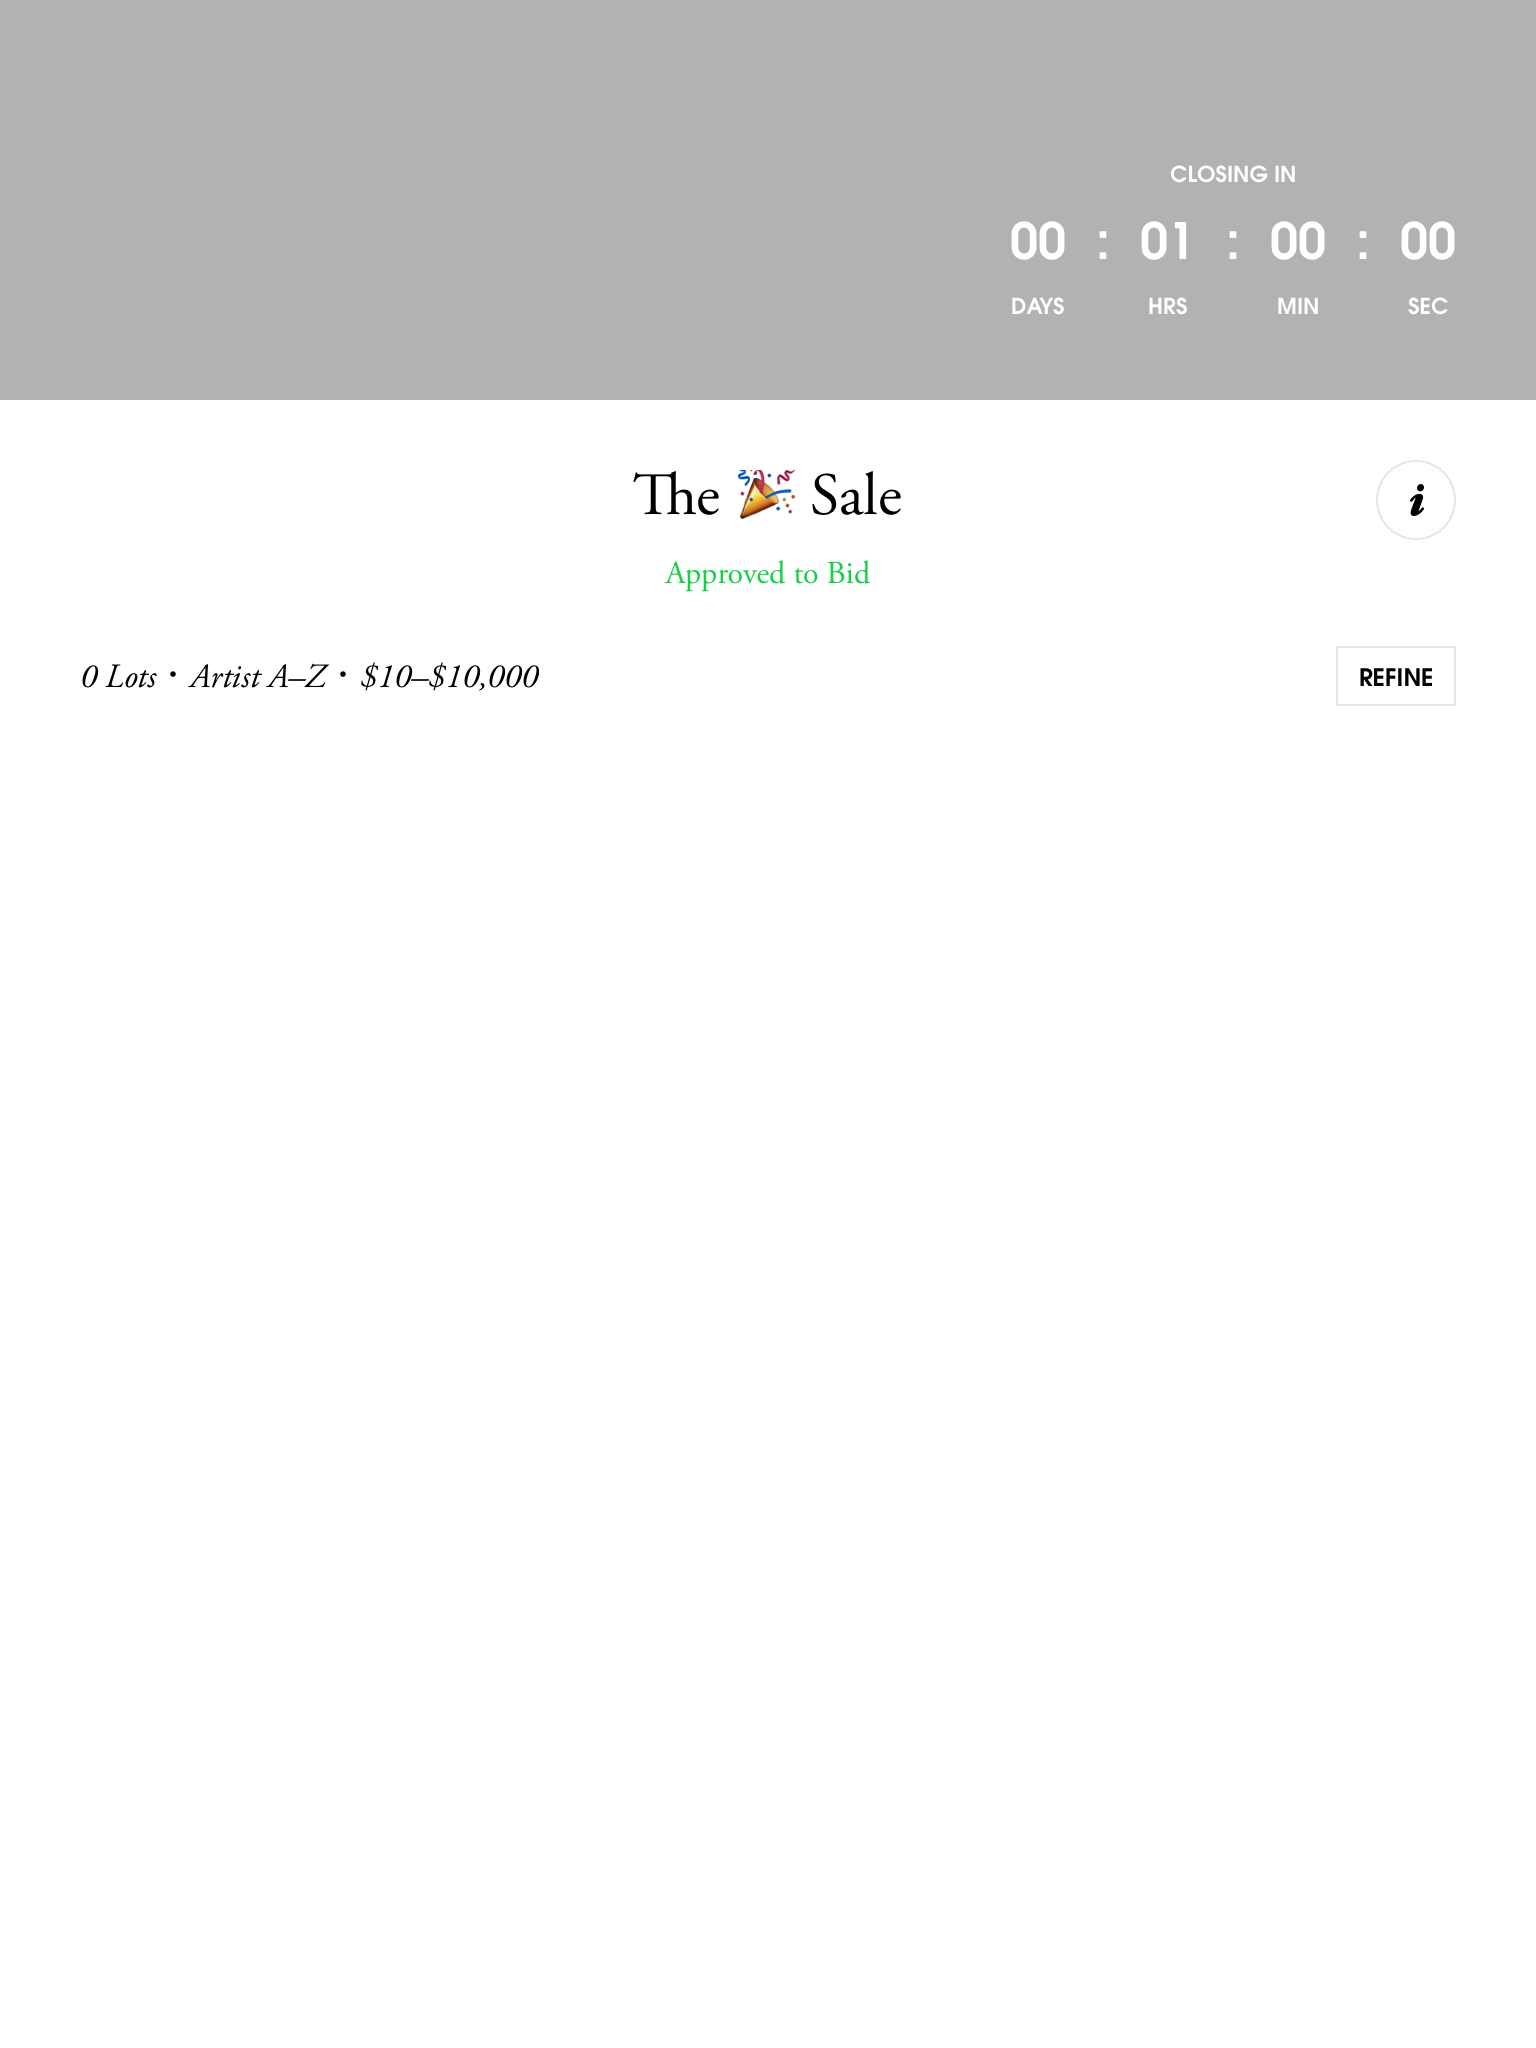 CLOSING IN
00 : 01 : 00 : 00
DAYS HRS MIN SEC
The 🎉 Sale
i
Approved to Bid
0 Lots • Artist A–Z • $10–$10,000
REFINE